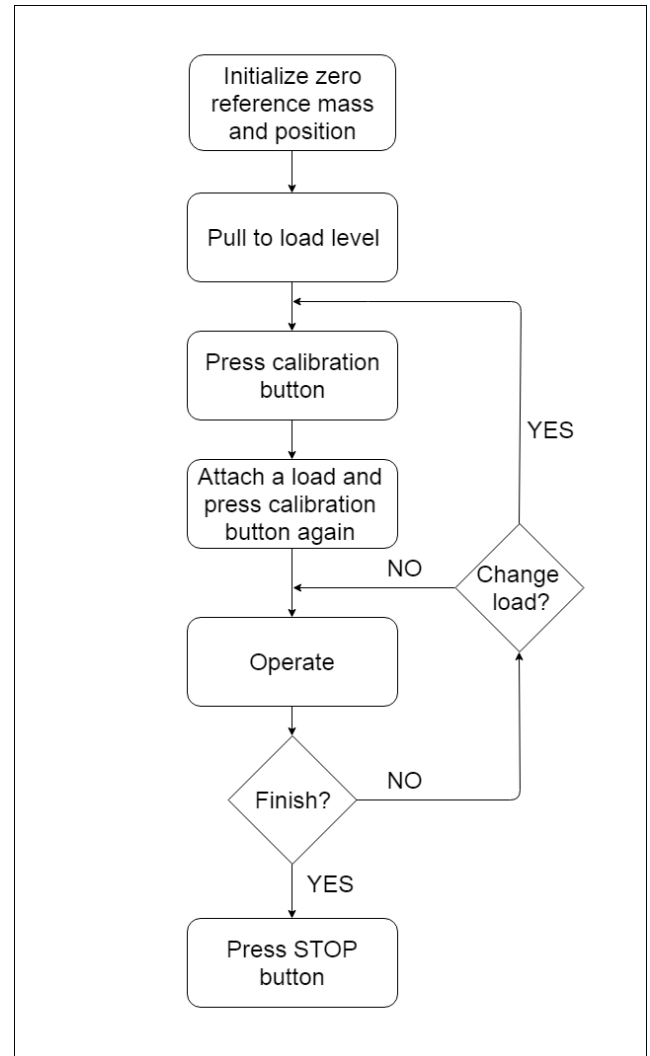 Initialize zero
reference mass
and position
Pull to load level
Press calibration
button
YES
Attach a load and
press calibration
button again
NO
Change
load?
Operate
Finish?
NO
YES
Press STOP
button